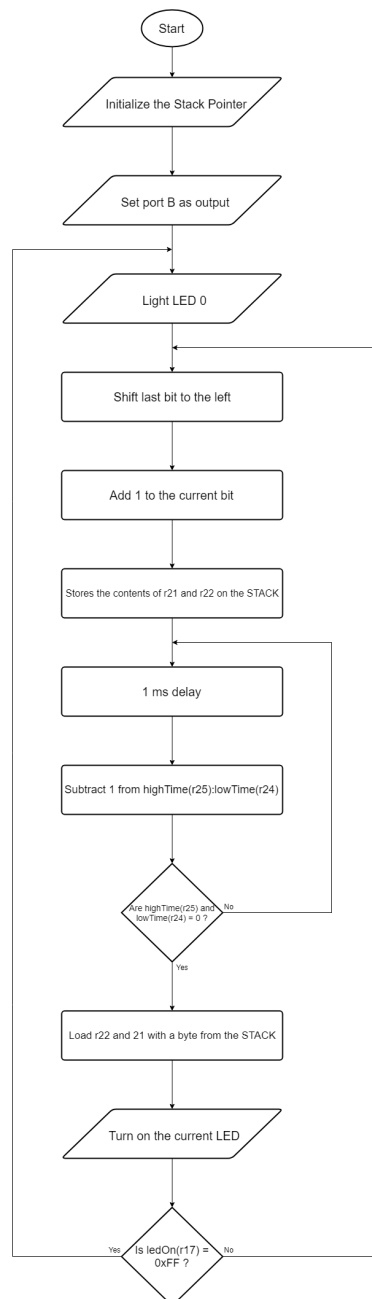 Start
Initialize the Stack Pointer
Set port B as output
Light LED 0
Shift last bit to the left
Add 1 to the current bit
Stores the contents of r21 and r22 on the STACK
1 ms delay
Subtract 1 from highTime(r25):lowTime(r24)
Are highTime(r25) and
lowTime(r24) = 0 ?
No
Yes
Load r22 and 21 with a byte from the STACK
Turn on the current LED
Yes
Is ledOn(r17) =
0xFF ?
No